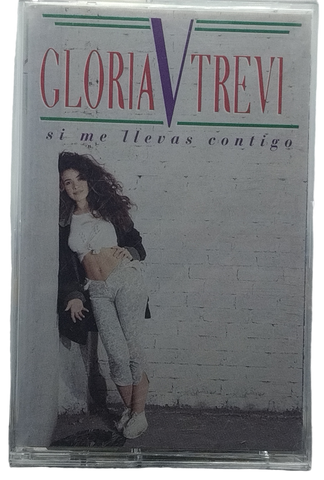 GLORIA V TREVI
si me llevas contigo